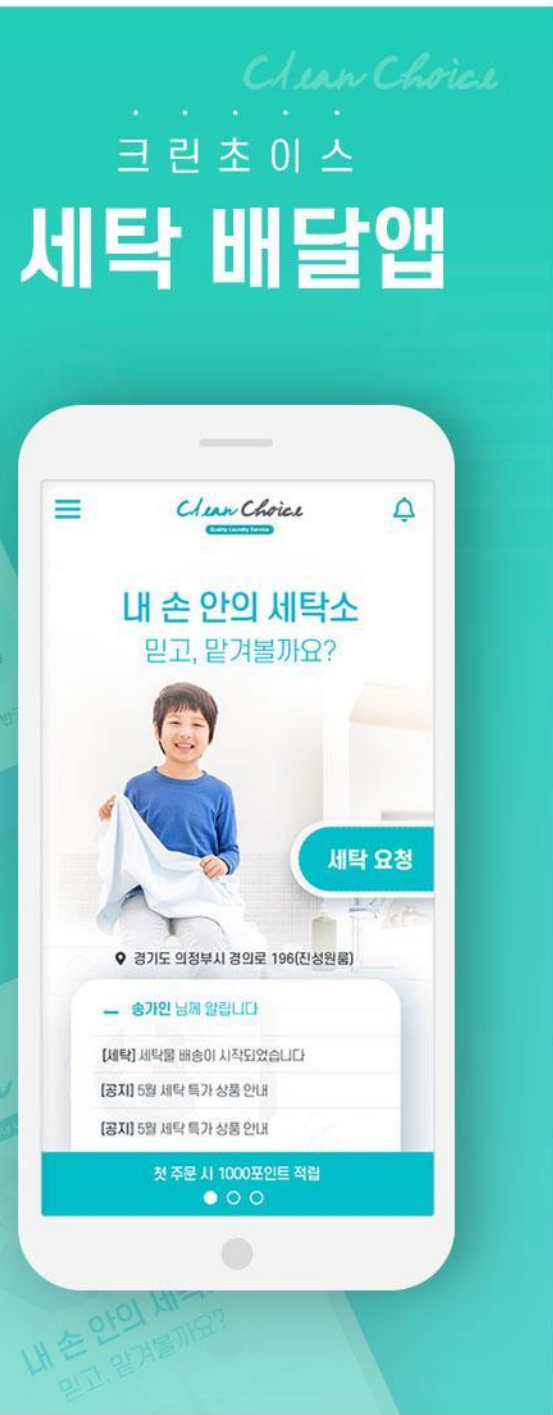 Clean Choice
크린초이스
세탁 배달앱
Clean Choice
Quality Laundry Service
내 손 안의 세탁소
믿고, 맡겨볼까요?
세탁 요청
경기도 의정부시 경의로 196(진성원룸)
송가인 님께 알립니다
[세탁] 세탁물 배송이 시작되었습니다
[공지] 5월 세탁 특가 상품 안내
[공지] 5월 세탁 특가 상품 안내
첫 주문 시 1000포인트 적립
내 손 안의 세탁
믿고, 맡겨볼까요?